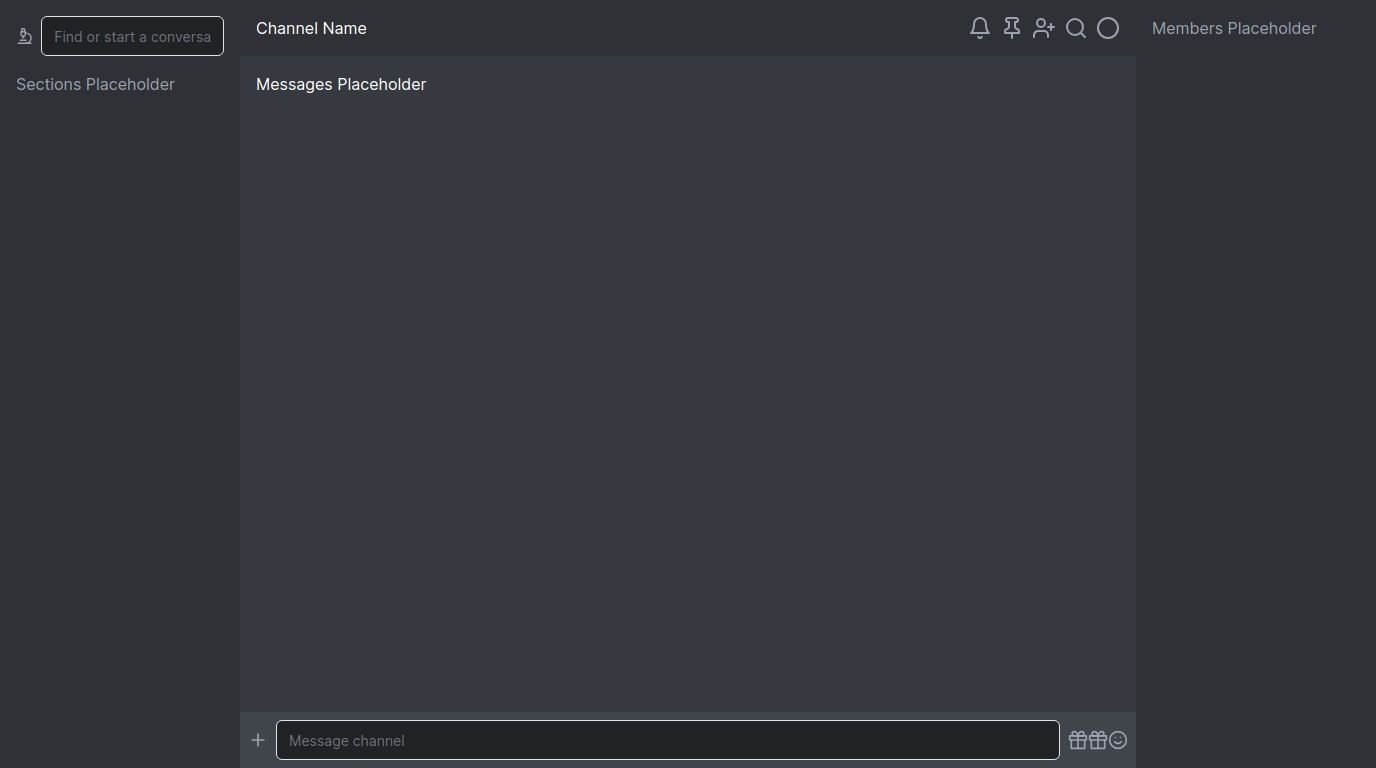 Find or start a conversa
Sections Placeholder
Channel Name
Messages Placeholder
Message channel
Members Placeholder